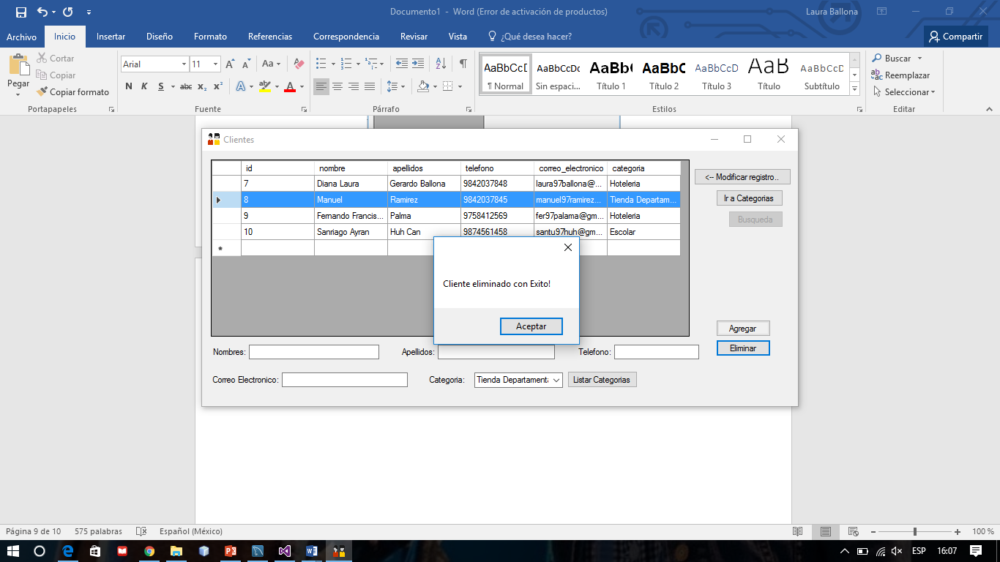 Documento1 - Word (Error de activación de productos)
Laura Ballona
Archivo Inicio Insertar Diseño Formato Referencias Correspondencia Revisar Vista ¿Qué desea hacer? Compartir
Pegar
Cortar
Copiar
Copiar formato
Portapapeles
Arial 11
A A Aa
N K S abc x₂ x² A ab A
Fuente
Párrafo
AaBbCcD AaBbCcDc AaBbC AaBbC AaBbCcD AaB AaBbCcD
¶ Normal Sin espaci... Título 1 Título 2 Título 3 Título Subtítulo
Estilos
Buscar
Reemplazar
Seleccionar
Editar
Clientes
id nombre apellidos telefono correo_electronico categoria
7 Diana Laura Gerardo Ballona 9842037848 laura97ballona@... Hoteleria
8 Manuel Ramirez 9842037845 manuel97ramirez... Tienda Departam...
9 Fernando Francis... Palma 9758412569 fer97palama@gm... Hoteleria
10 Sanriago Ayran Huh Can 9874561458 santu97huh@gm... Escolar
*
<-- Modificar registro..
Ir a Categorias
Busqueda
Cliente eliminado con Exito!
Aceptar
Agregar
Eliminar
Nombres: Apellidos: Telefono:
Correo Electronico: Categoria: Tienda Departamenta Listar Categorias
Página 9 de 10 575 palabras Español (México) 100 %
ESP 16:07